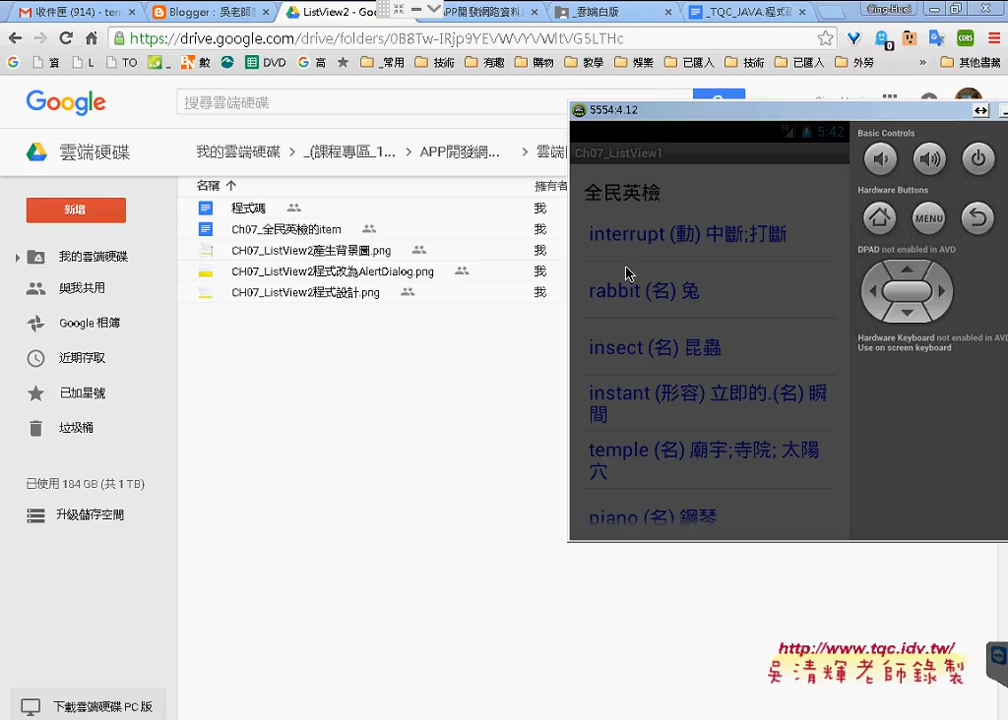 收件匣 (914) - ter
Blogger：吳老師
ListView2 - Goo
APP開發網路資料
_雲端白版
_TQC_JAVA.程式
Qing-Hue
https://drive.google.com/drive/folders/0B8Tw-IRjp9YEVWVYVWltVG5LTHc
資
L
TO
數
DVD
高
_常用
技術
有趣
購物
教學
娛樂
已匯入
技術
已匯入
外勞
»
其他書籤
Google
搜尋雲端硬碟
雲端硬碟
我的雲端硬碟 > _(課程專區_1... > APP開發網... > 雲端
新增
名稱
擁有者
我的雲端硬碟
與我共用
Google 相簿
近期存取
已加星號
垃圾桶
已使用 184 GB (共 1 TB)
升級儲存空間
下載雲端硬碟 PC 版
程式碼
我
Ch07_全民英檢的item
我
CH07_ListView2產生背景圖.png
我
CH07_ListView2程式改為AlertDialog.png
我
CH07_ListView2程式設計.png
我
5554:4.12
5:42
Ch07_ListView1
全民英檢
interrupt (動) 中斷;打斷
rabbit (名) 兔
insect (名) 昆蟲
instant (形容) 立即的.(名) 瞬
間
temple (名) 廟宇;寺院; 太陽
穴
piano (名) 鋼琴
Basic Controls
Hardware Buttons
MENU
DPAD not enabled in AVD
Hardware Keyboard not enabled in AVD
Use on screen keyboard
http://www.tqc.idv.tw/
吳清輝老師錄製